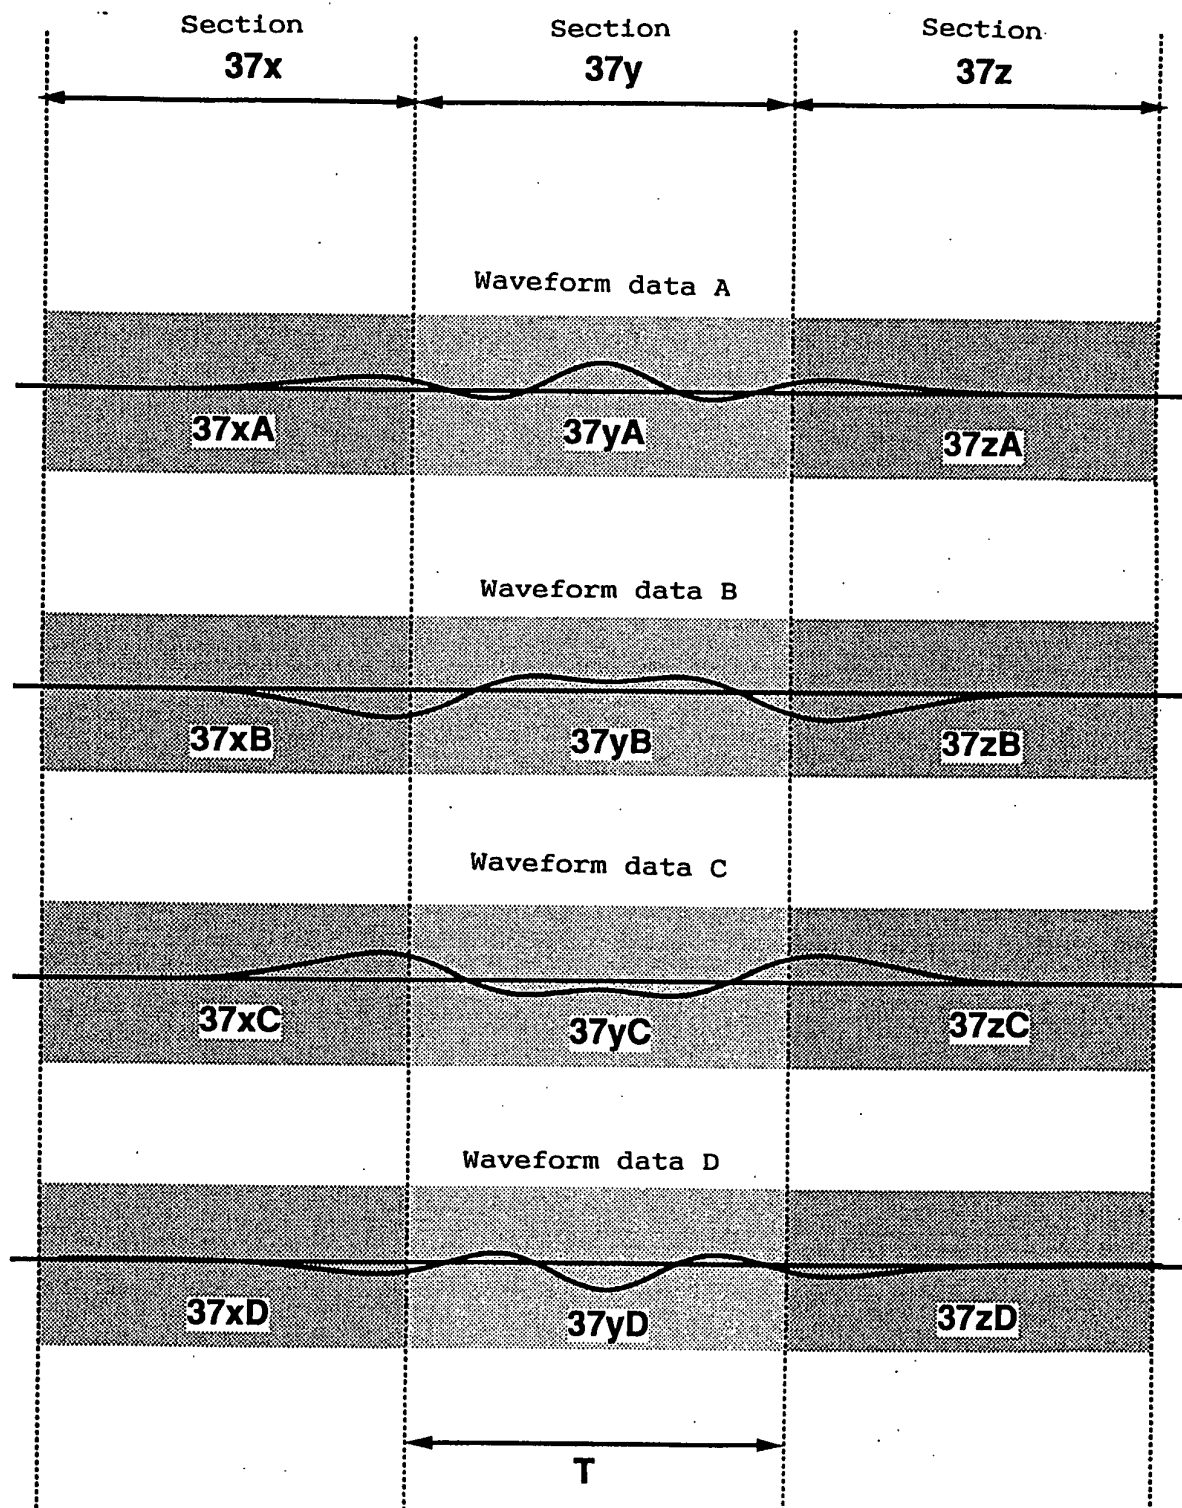 Section Section Section
37x 37y 37z
Waveform data A
37xA 37yA 37zA
Waveform data B
37xB 37yB 37zB
Waveform data C
37xC 37yC 37zC
Waveform data D
37xD 37yD 37zD
T